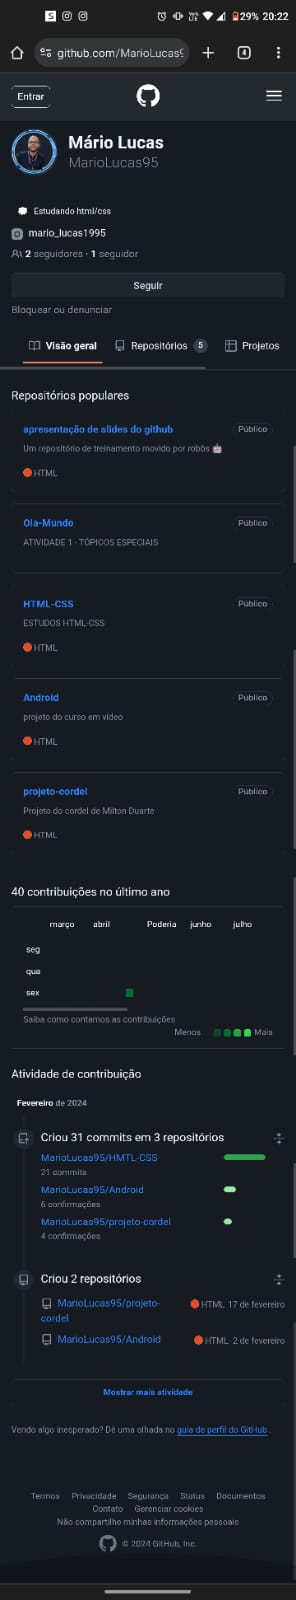 29% 20:22
github.com/MarioLucas9
4
Entrar
Mário Lucas
MarioLucas95
Estudando html/css
mario_lucas1995
2 seguidores · 1 seguidor
Seguir
Bloquear ou denunciar
Visão geral
Repositórios 5
Projetos
Repositórios populares
apresentação de slides do github
Público
Um repositório de treinamento movido por robôs 🤖
HTML
Ola-Mundo
Público
ATIVIDADE 1 - TÓPICOS ESPECIAIS
HTML-CSS
Público
ESTUDOS HTML-CSS
HTML
Android
Público
projeto do curso em vídeo
HTML
projeto-cordel
Público
Projeto do cordel de Milton Duarte
HTML
40 contribuições no último ano
março abril Poderia junho julho
seg
qua
sex
Saiba como contamos as contribuições
Menos Mais
Atividade de contribuição
Fevereiro de 2024
Criou 31 commits em 3 repositórios
MarioLucas95/HMTL-CSS
21 commits
MarioLucas95/Android
6 confirmações
MarioLucas95/projeto-cordel
4 confirmações
Criou 2 repositórios
MarioLucas95/projeto-
cordel
HTML 17 de fevereiro
MarioLucas95/Android
HTML 2 de fevereiro
Mostrar mais atividade
Vendo algo inesperado? Dê uma olhada no guia de perfil do GitHub .
Termos Privacidade Segurança Status Documentos
Contato Gerenciar cookies
Não compartilhe minhas informações pessoais
© 2024 GitHub, Inc.